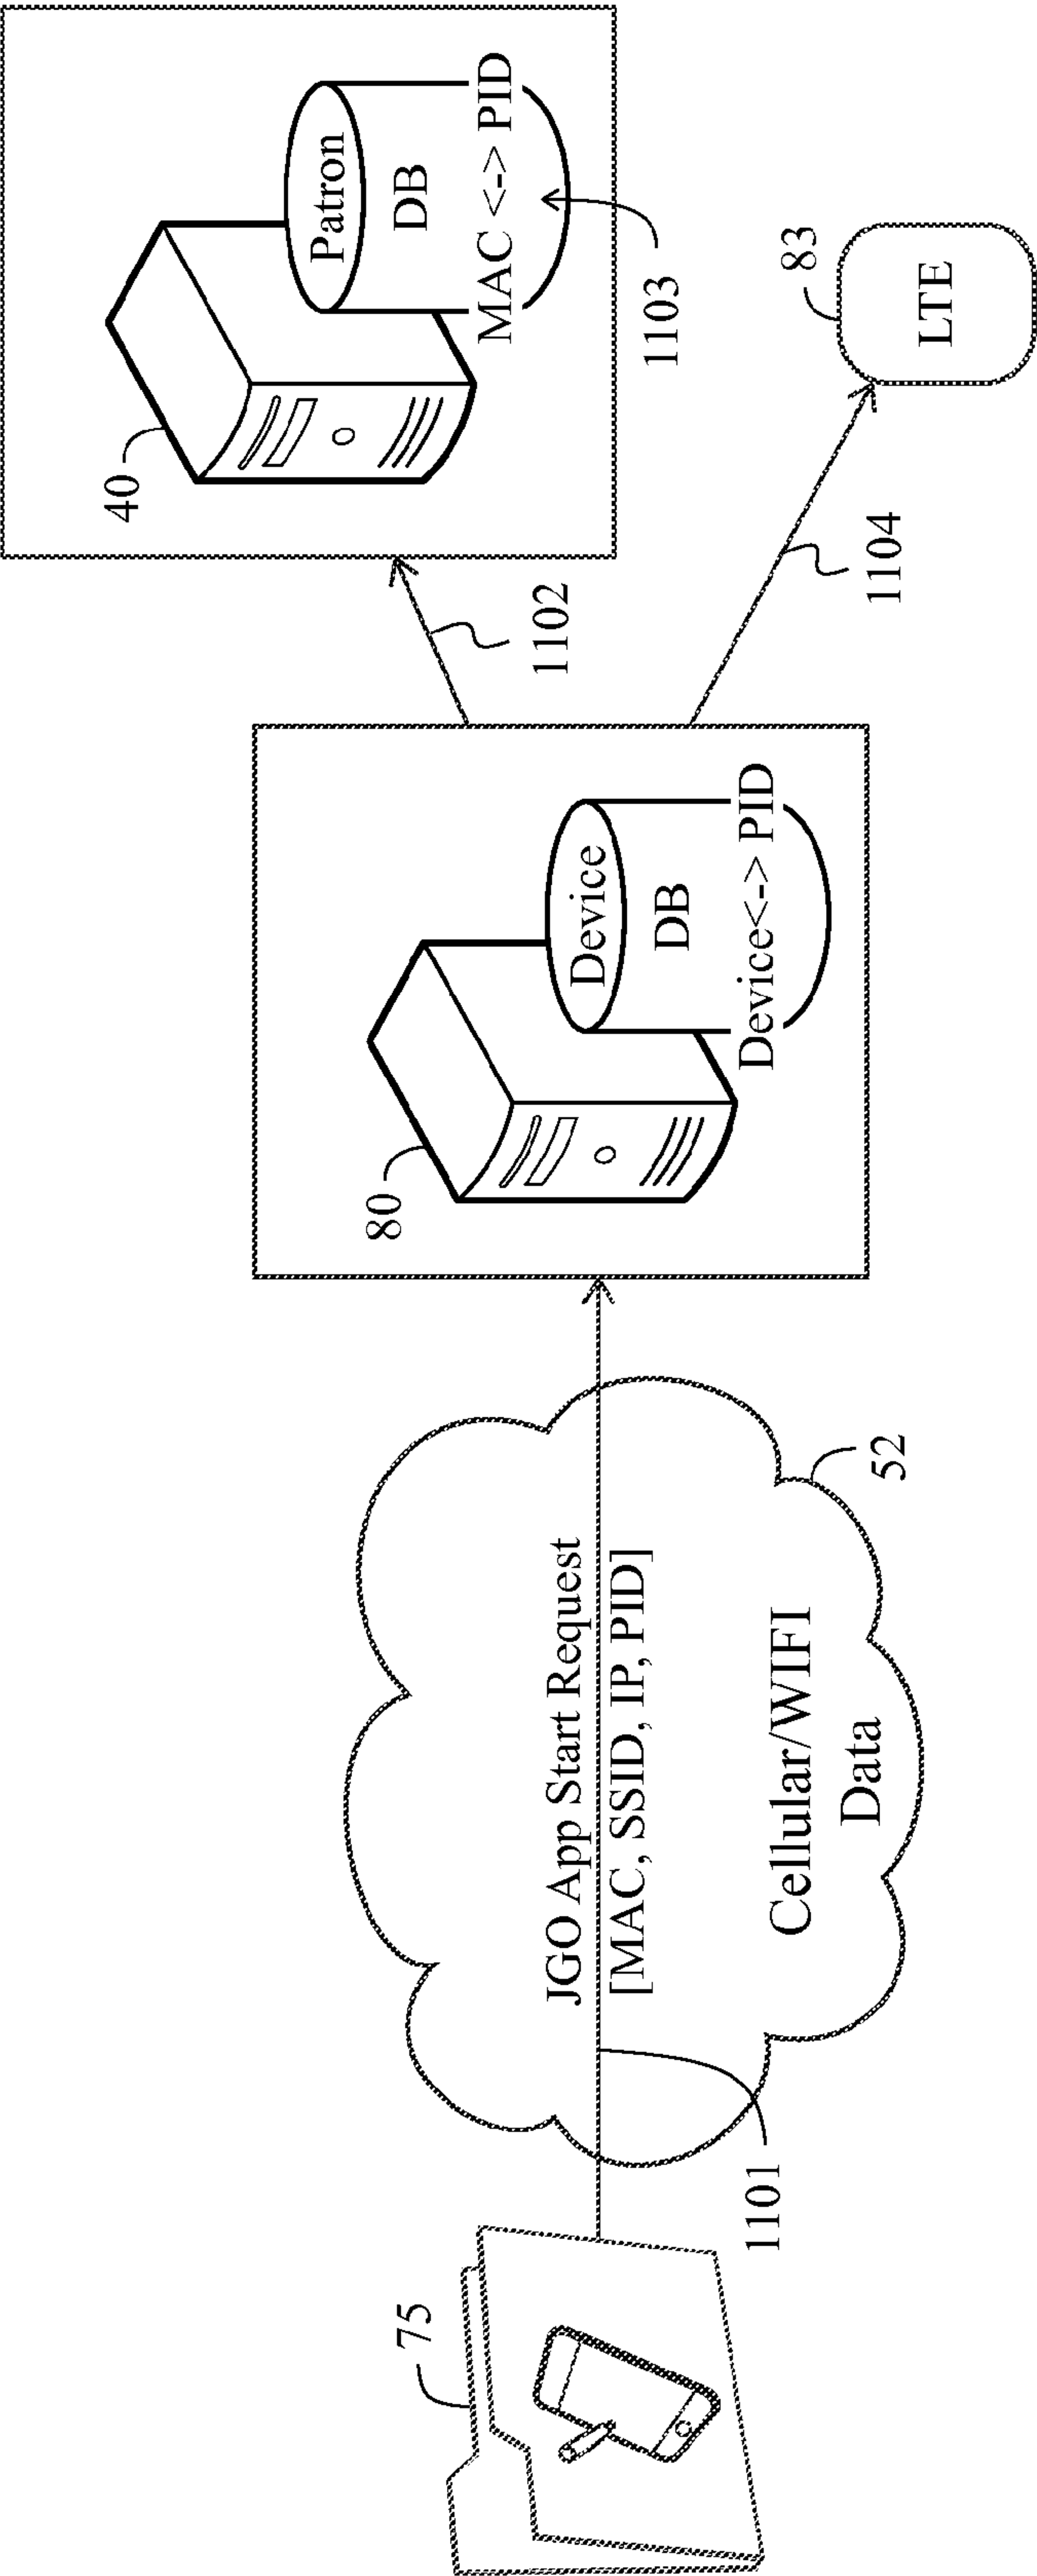 75
1101
JGO App Start Request
[MAC, SSID, IP, PID]
Cellular/WIFI
Data
52
80
Device
DB
Device<-> PID
1102
1104
40
Patron
DB
MAC <-> PID
1103
83
LTE